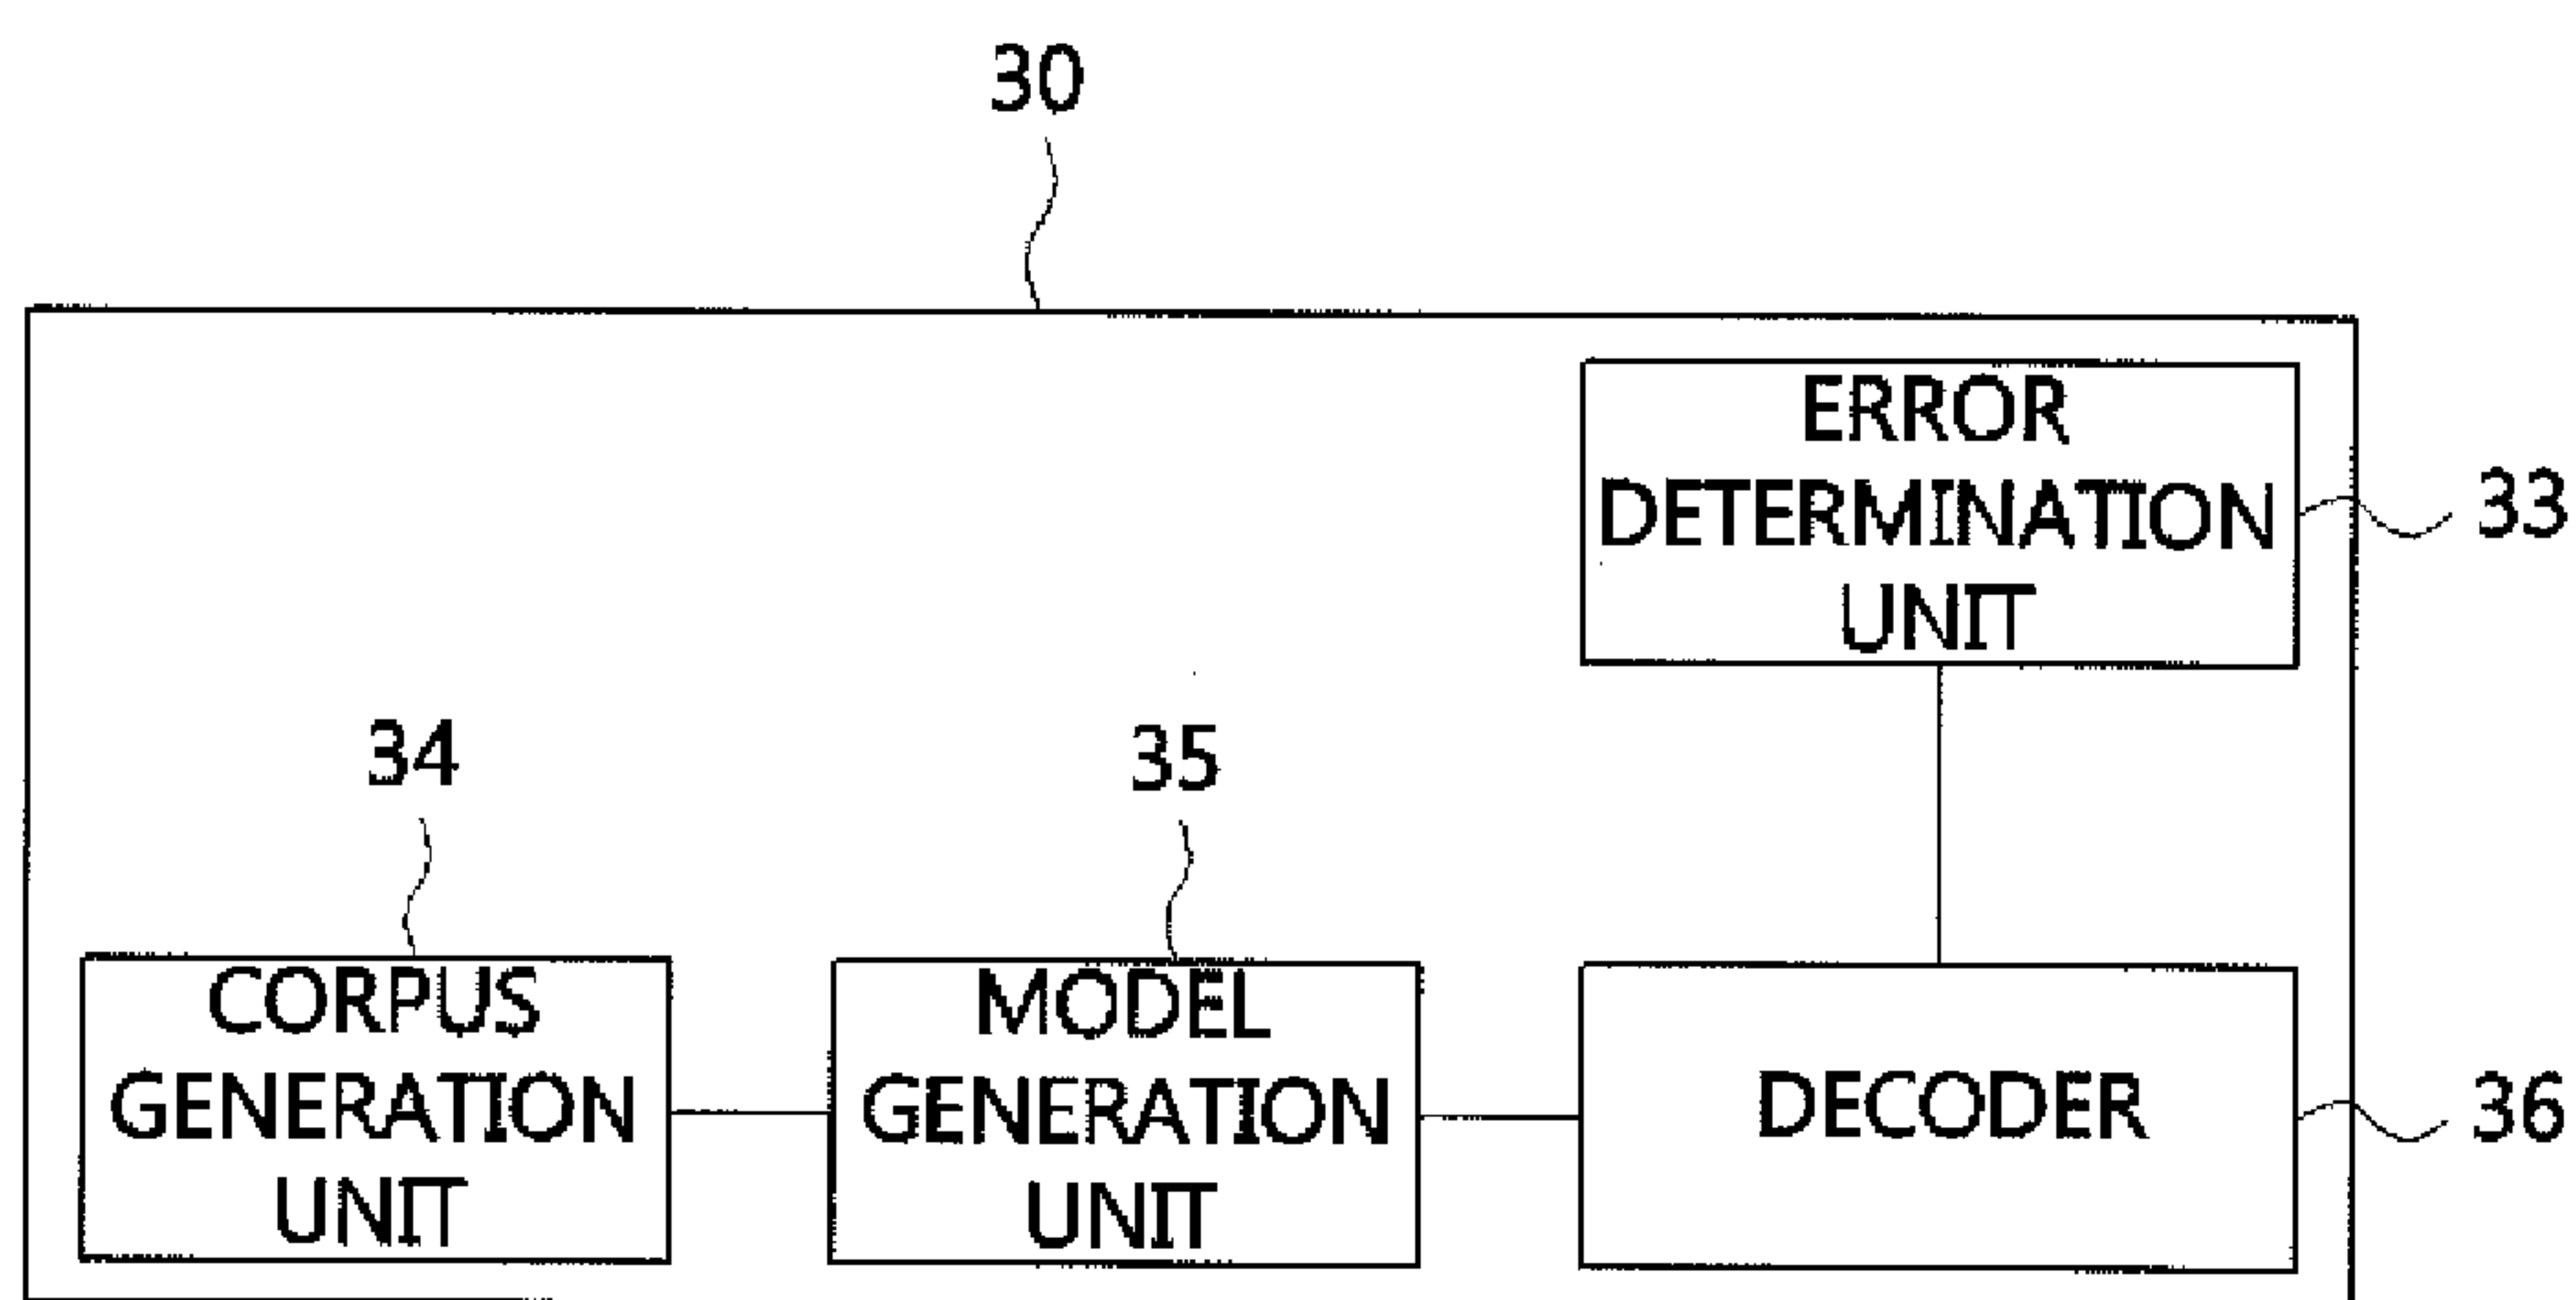 30
ERROR
DETERMINATION
UNIT
33
34
35
CORPUS
GENERATION
UNIT
MODEL
GENERATION
UNIT
DECODER
36